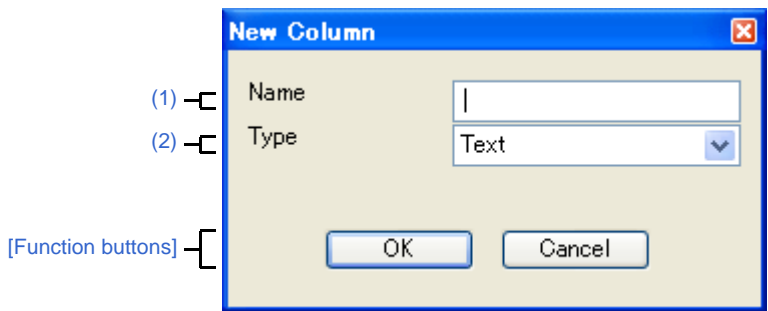 New Column
(1) Name
(2) Type Text
[Function buttons] OK Cancel